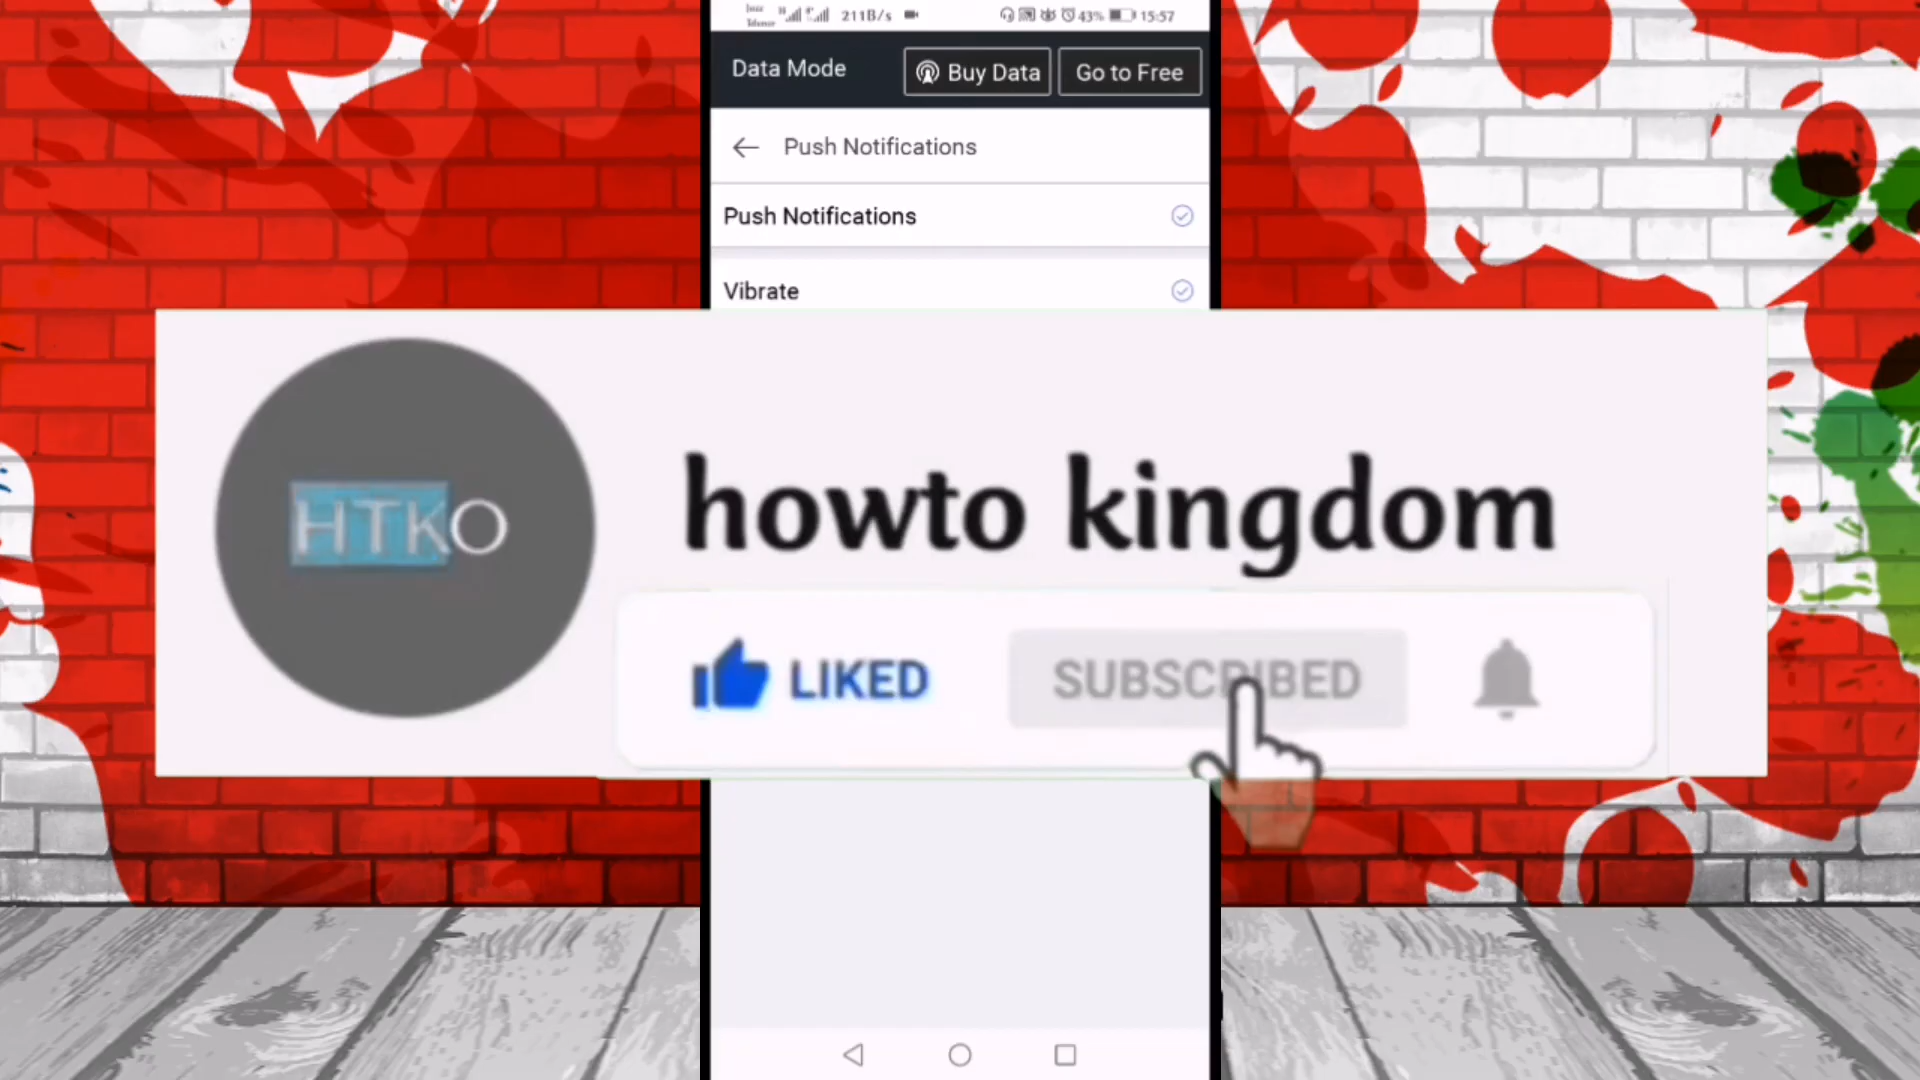 211B/s 43% 15:57
Data Mode Buy Data Go to Free
Push Notifications
Push Notifications
Vibrate
HTKO
howto kingdom
LIKED SUBSCRIBED